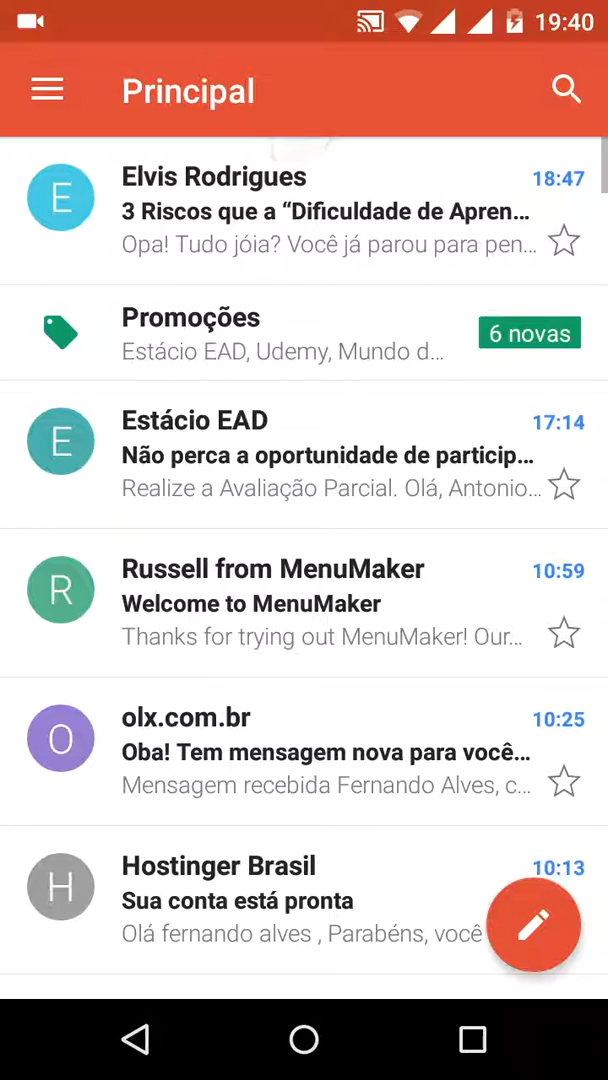 19:40
Principal
E
Elvis Rodrigues
18:47
3 Riscos que a “Dificuldade de Apren...
Opa! Tudo jóia? Você já parou para pen...
Promoções
6 novas
Estácio EAD, Udemy, Mundo d...
E
Estácio EAD
17:14
Não perca a oportunidade de particip...
Realize a Avaliação Parcial. Olá, Antonio...
R
Russell from MenuMaker
10:59
Welcome to MenuMaker
Thanks for trying out MenuMaker! Our...
O
olx.com.br
10:25
Oba! Tem mensagem nova para você...
Mensagem recebida Fernando Alves, c...
H
Hostinger Brasil
10:13
Sua conta está pronta
Olá fernando alves , Parabéns, você